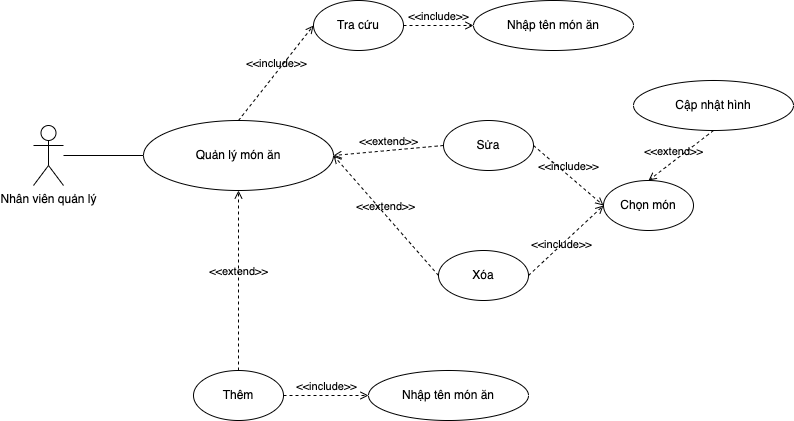 Tra cứu
<<include>>
Nhập tên món ăn
<<include>>
Cập nhật hình
Quản lý món ăn
<<extend>>
Sửa
<<extend>>
<<include>>
Nhân viên quản lý
Chọn món
<<extend>>
<<include>>
<<extend>>
Xóa
Thêm
<<include>>
Nhập tên món ăn